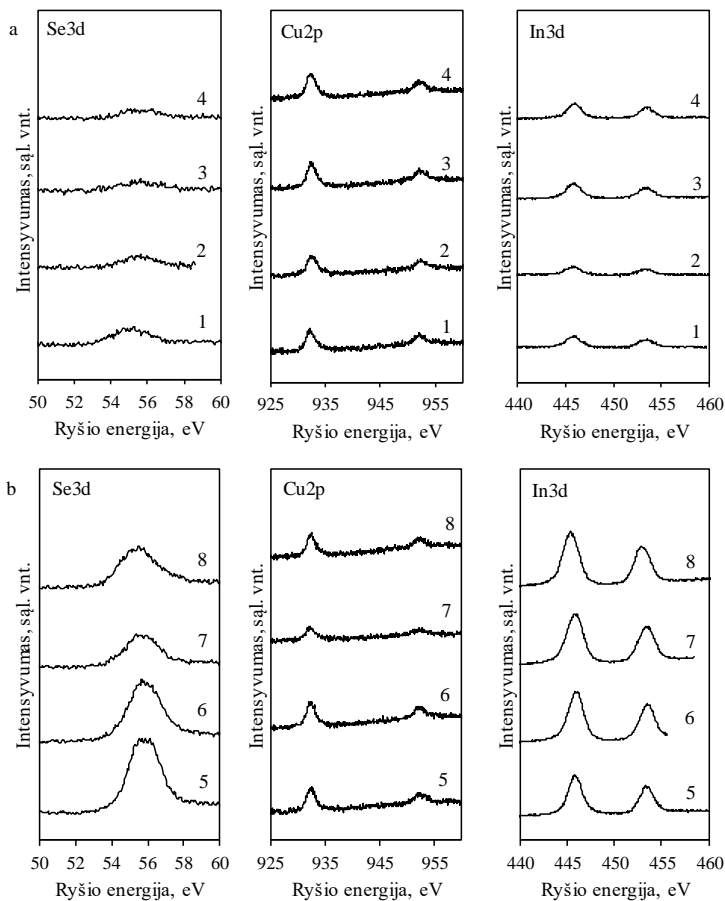 a
Se3d
Cu2p
In3d
Intensyvumas, sąl. vnt.
4
3
2
1
50 52 54 56 58 60
Ryšio energija, eV
Intensyvumas, sąl. vnt.
4
3
2
1
925 935 945 955
Ryšio energija, eV
Intensyvumas, sąl. vnt.
4
3
2
1
440 445 450 455 460
Ryšio energija, eV
b
Se3d
Cu2p
In3d
Intensyvumas, sąl. vnt.
8
7
6
5
50 52 54 56 58 60
Ryšio energija, eV
Intensyvumas, sąl. vnt.
8
7
6
5
925 935 945 955
Ryšio energija, eV
Intensyvumas, sąl. vnt.
8
7
6
5
440 445 450 455 460
Ryšio energija, eV